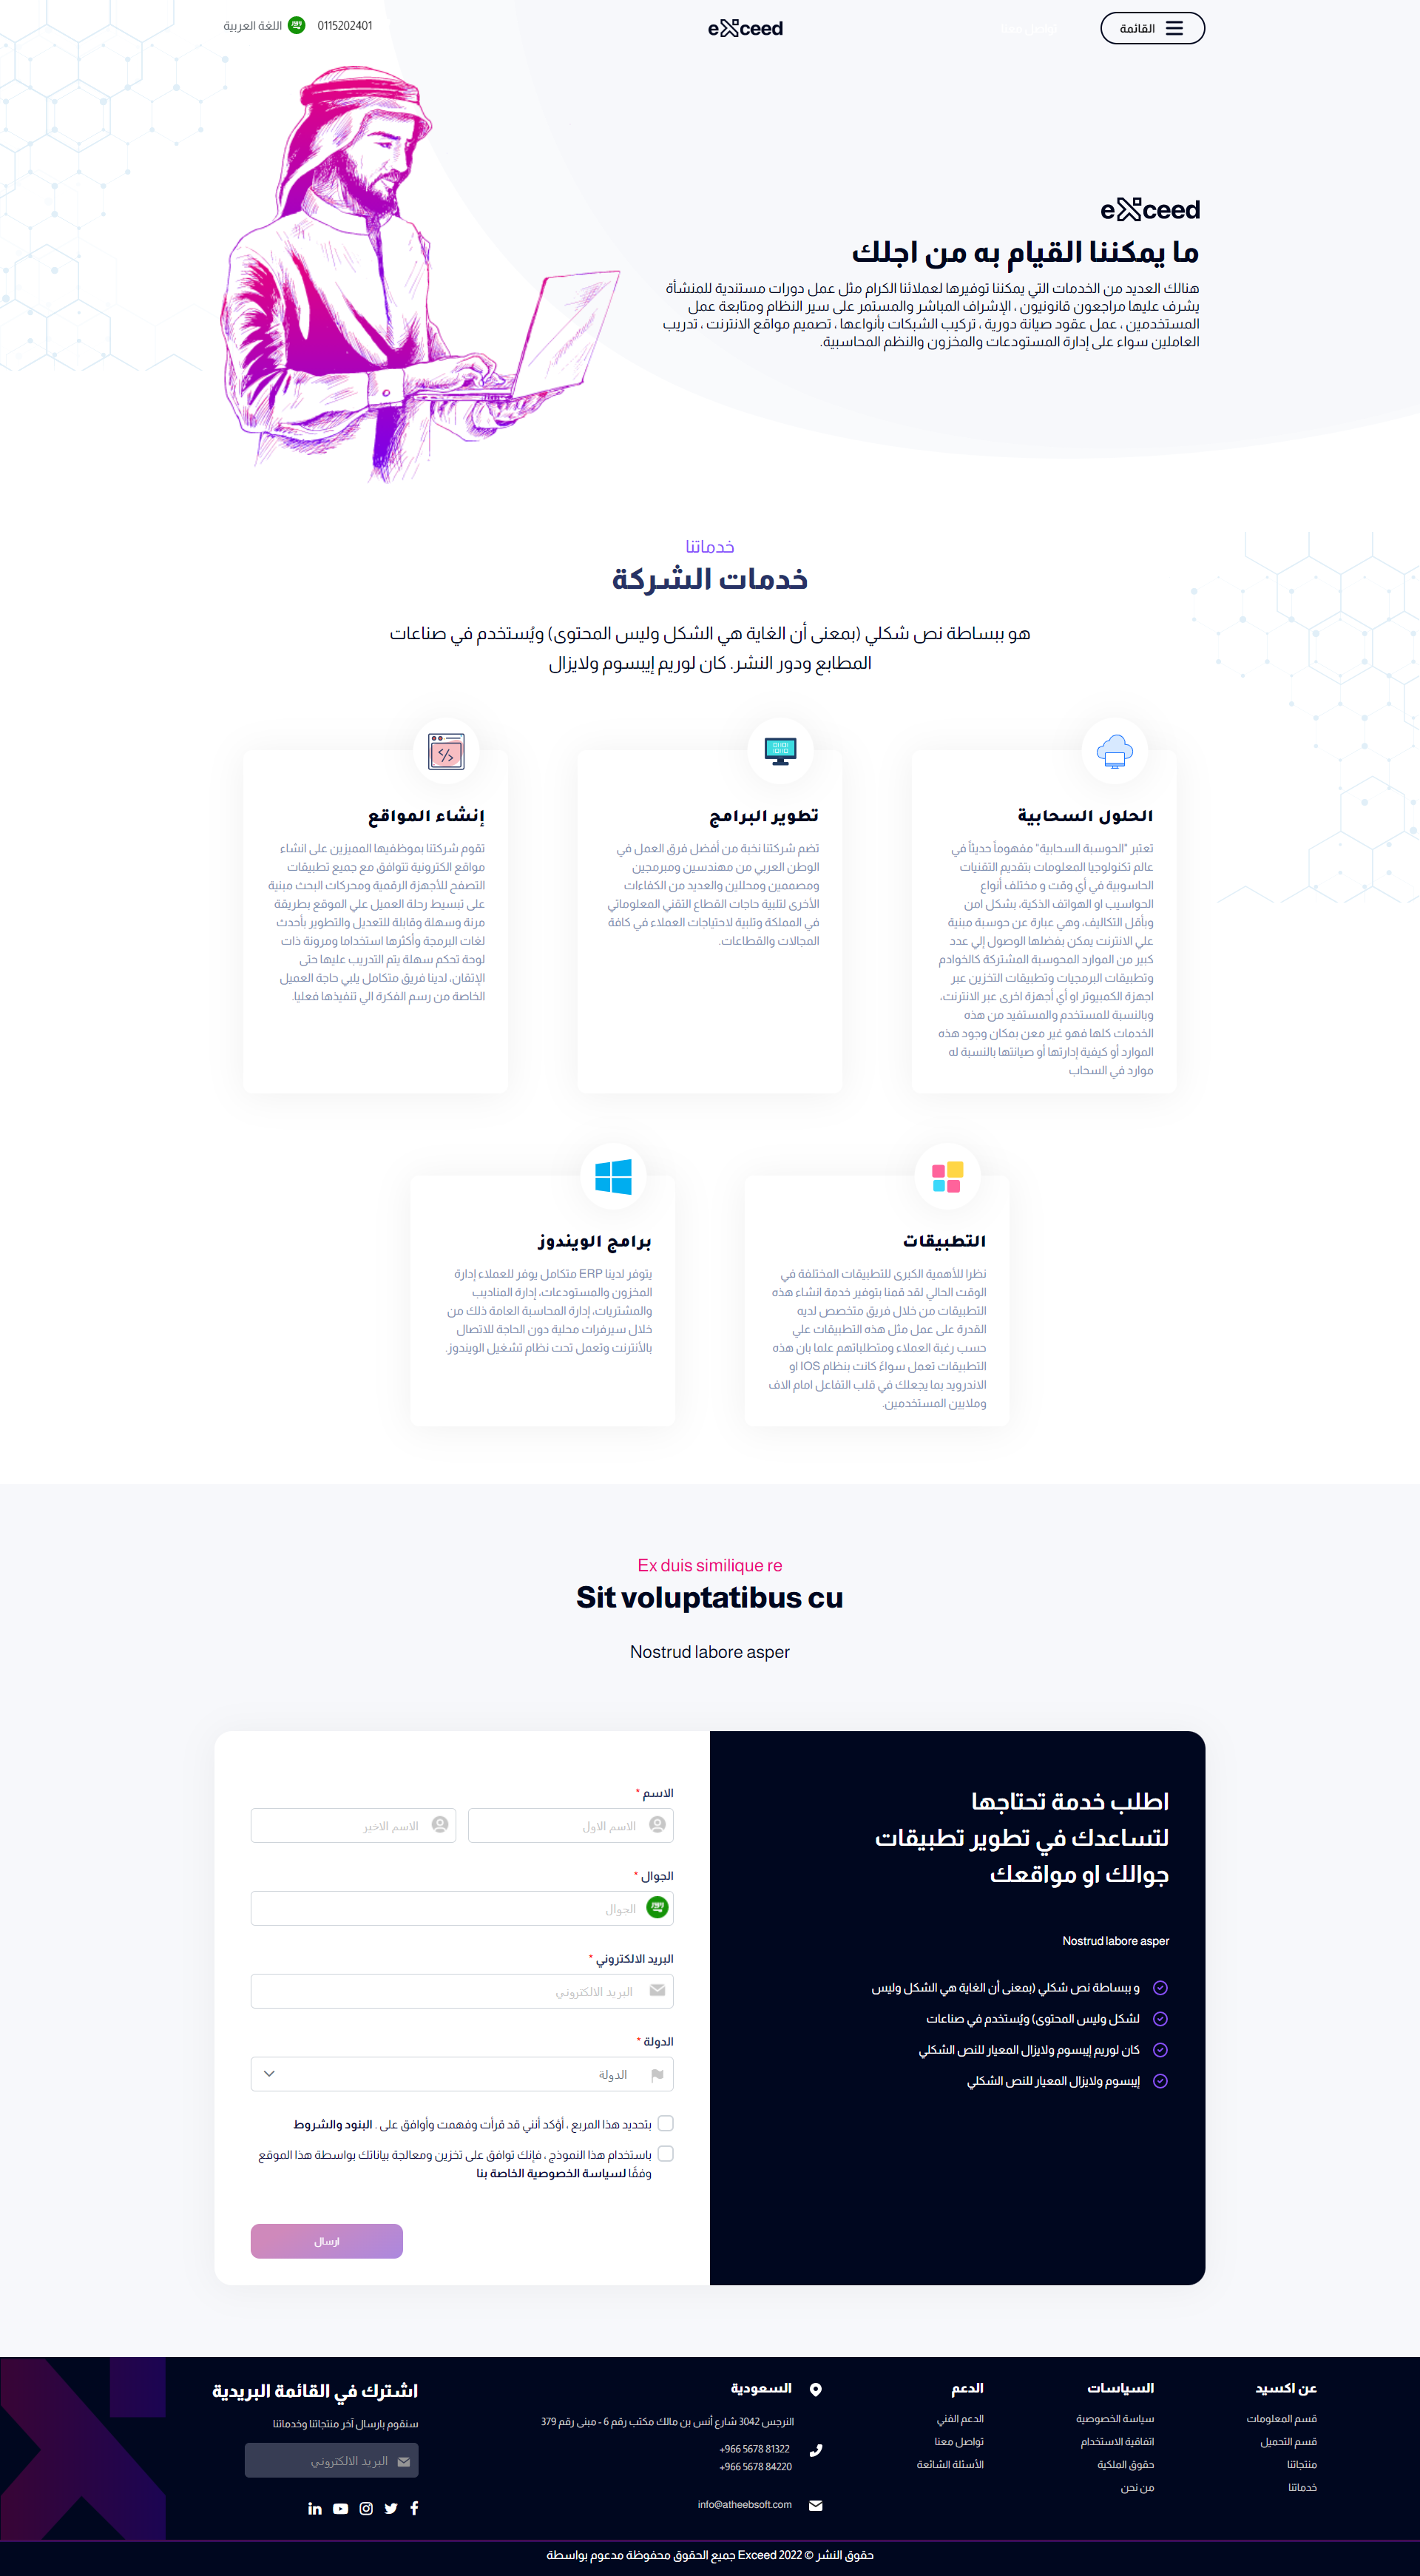 القائمة
eXceed
0115202401
اللغة العربية
eXceed
ما يمكننا القيام به من اجلك
هنالك العديد من الخدمات التي يمكننا توفيرها لعملائنا الكرام مثل عمل دورات مستندية للمنشأة
يشرف عليها مراجعون قانونيون ، الإشراف المباشر والمستمر على سير النظام ومتابعة عمل
المستخدمين ، عمل عقود صيانة دورية ، تركيب الشبكات بأنواعها ، تصميم مواقع الانترنت ، تدريب
العاملين سواء على إدارة المستودعات والمخزون والنظم المحاسبية.
خدماتنا
خدمات الشركة
هو ببساطة نص شكلي (بمعنى أن الغاية هي الشكل وليس المحتوى) ويُستخدم في صناعات
المطابع ودور النشر. كان لوريم إيبسوم ولايزال
الحلول السحابية
تعتبر "الحوسبة السحابية" مفهوماً حديثاً في
عالم تكنولوجيا المعلومات بتقديم التقنيات
الحاسوبية في أي وقت و مختلف أنواع
الحواسيب او الهواتف الذكية، بشكل امن
وبأقل التكاليف، وهي عبارة عن حوسبة مبنية
علي الانترنت يمكن بفضلها الوصول إلي عدد
كبير من الموارد المحوسبة المشتركة كالخوادم
وتطبيقات البرمجيات وتطبيقات التخزين عبر
اجهزة الكمبيوتر او أي أجهزة اخرى عبر الانترنت،
وبالنسبة للمستخدم والمستفيد من هذه
الخدمات كلها فهو غير معن بمكان وجود هذه
الموارد أو كيفية إدارتها أو صيانتها بالنسبة له
موارد في السحاب
تطوير البرامج
تضم شركتنا نخبة من أفضل فرق العمل في
الوطن العربي من مهندسين ومبرمجين
ومصممين ومحللين والعديد من الكفاءات
الأخرى لتلبية حاجات القطاع التقني المعلوماتي
في المملكة وتلبية لاحتياجات العملاء في كافة
المجالات والقطاعات.
إنشاء المواقع
تقوم شركتنا بموظفيها المميزين على انشاء
مواقع الكترونية تتوافق مع جميع تطبيقات
التصفح للأجهزة الرقمية ومحركات البحث مبنية
على تبسيط رحلة العميل علي الموقع بطريقة
مرنة وسهلة وقابلة للتعديل والتطوير بأحدث
لغات البرمجة وأكثرها استخداما ومرونة ذات
لوحة تحكم سهلة يتم التدريب عليها حتى
الإتقان، لدينا فريق متكامل يلبي حاجة العميل
الخاصة من رسم الفكرة الي تنفيذها فعليا.
التطبيقات
نظرا للأهمية الكبرى للتطبيقات المختلفة في
الوقت الحالي لقد قمنا بتوفير خدمة انشاء هذه
التطبيقات من خلال فريق متخصص لديه
القدرة على عمل مثل هذه التطبيقات علي
حسب رغبة العملاء ومتطلباتهم علما بان هذه
التطبيقات تعمل سواءً كانت بنظام IOS او
الاندرويد بما يجعلك في قلب التفاعل امام الاف
وملايين المستخدمين.
برامج الويندوز
يتوفر لدينا ERP متكامل يوفر للعملاء إدارة
المخزون والمستودعات، إدارة المناديب
والمشتريات، إدارة المحاسبة العامة ذلك من
خلال سيرفرات محلية دون الحاجة للاتصال
بالأنترنت وتعمل تحت نظام تشغيل الويندوز.
Ex duis similique re
Sit voluptatibus cu
Nostrud labore asper
اطلب خدمة تحتاجها
لتساعدك في تطوير تطبيقات
جوالك او مواقعك
Nostrud labore asper
و ببساطة نص شكلي (بمعنى أن الغاية هي الشكل وليس
لشكل وليس المحتوى) ويُستخدم في صناعات
كان لوريم إيبسوم ولايزال المعيار للنص الشكلي
إيبسوم ولايزال المعيار للنص الشكلي
الاسم *
الاسم الاول
الاسم الاخير
الجوال *
الجوال
البريد الالكتروني *
البريد الالكتروني
الدولة *
الدولة
بتحديد هذا المربع ، أؤكد أنني قد قرأت وفهمت وأوافق على . البنود والشروط
باستخدام هذا النموذج ، فإنك توافق على تخزين ومعالجة بياناتك بواسطة هذا الموقع
وفقًا لسياسة الخصوصية الخاصة بنا
ارسال
عن اكسيد
قسم المعلومات
قسم التحميل
منتجاتنا
خدماتنا
السياسات
سياسة الخصوصية
اتفاقية الاستخدام
حقوق الملكية
من نحن
الدعم
الدعم الفني
تواصل معنا
الأسئلة الشائعة
السعودية
النرجس 3042 شارع أنس بن مالك مكتب رقم 6 - مبنى رقم 379
+966 5678 81322
+966 5678 84220
info@atheebsoft.com
اشترك في القائمة البريدية
سنقوم بارسال آخر منتجاتنا وخدماتنا
البريد الالكتروني
حقوق النشر © 2022 Exceed جميع الحقوق محفوظة مدعوم بواسطة